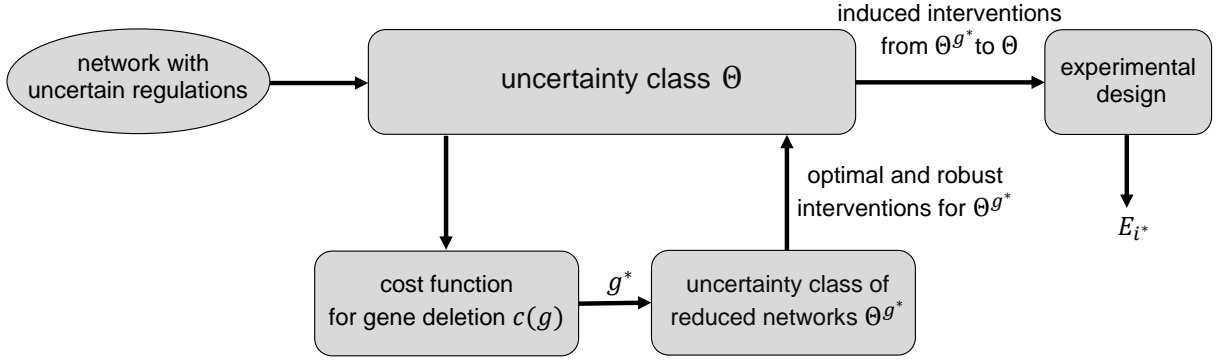 network with
uncertain regulations
uncertainty class Θ
induced interventions
from Θ^{g*} to Θ
experimental
design
optimal and robust
interventions for Θ^{g*}
E_{i*}
cost function
for gene deletion c(g)
g*
uncertainty class of
reduced networks Θ^{g*}